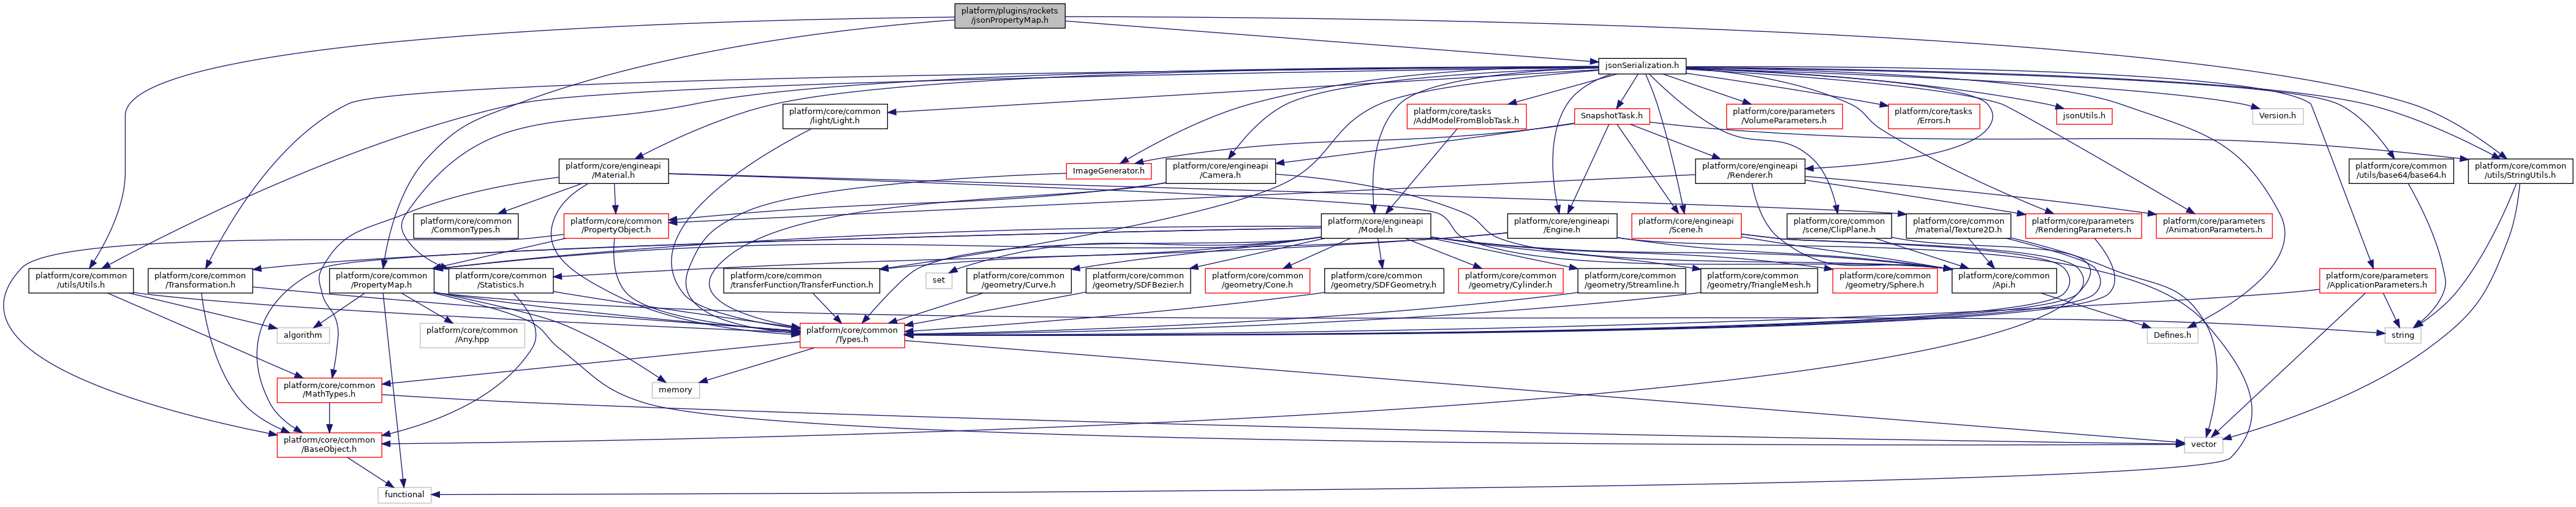 platform/plugins/rockets
/jsonPropertyMap.h
jsonSerialization.h
platform/core/common
/light/Light.h
platform/core/tasks
/AddModelFromBlobTask.h
SnapshotTask.h
platform/core/parameters
/VolumeParameters.h
platform/core/tasks
/Errors.h
jsonUtils.h
Version.h
platform/core/engineapi
/Material.h
ImageGenerator.h
platform/core/engineapi
/Camera.h
platform/core/engineapi
/Renderer.h
platform/core/common
/utils/base64/base64.h
platform/core/common
/utils/StringUtils.h
platform/core/common
/CommonTypes.h
platform/core/common
/PropertyObject.h
platform/core/engineapi
/Model.h
platform/core/engineapi
/Engine.h
platform/core/engineapi
/Scene.h
platform/core/common
/scene/ClipPlane.h
platform/core/common
/material/Texture2D.h
platform/core/parameters
/RenderingParameters.h
platform/core/parameters
/AnimationParameters.h
platform/core/common
/utils/Utils.h
platform/core/common
/Transformation.h
platform/core/common
/PropertyMap.h
platform/core/common
/Statistics.h
platform/core/common
/transferFunction/TransferFunction.h
set
platform/core/common
/geometry/Curve.h
platform/core/common
/geometry/SDFBezier.h
platform/core/common
/geometry/Cone.h
platform/core/common
/geometry/SDFGeometry.h
platform/core/common
/geometry/Cylinder.h
platform/core/common
/geometry/Streamline.h
platform/core/common
/geometry/TriangleMesh.h
platform/core/common
/geometry/Sphere.h
platform/core/common
/Api.h
platform/core/parameters
/ApplicationParameters.h
algorithm
platform/core/common
/Any.hpp
platform/core/common
/Types.h
Defines.h
string
platform/core/common
/MathTypes.h
memory
platform/core/common
/BaseObject.h
vector
functional